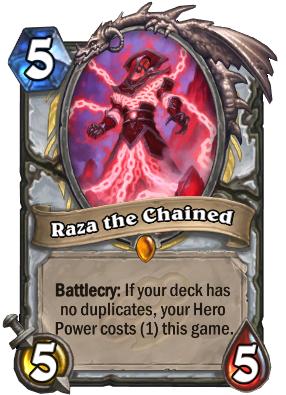 5
Raza the Chained
Battlecry: If your deck has
no duplicates, your Hero
Power costs (1) this game.
5
5